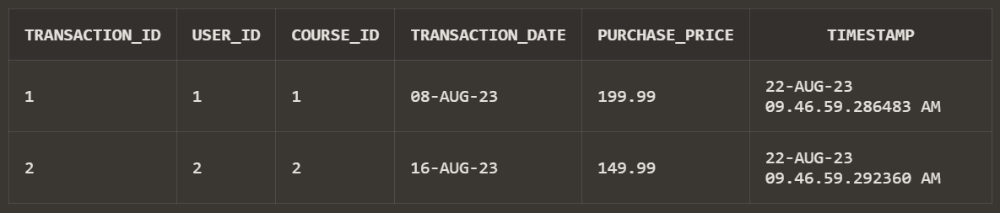 TRANSACTION_ID USER_ID COURSE_ID TRANSACTION_DATE PURCHASE_PRICE TIMESTAMP
1 1 1 08-AUG-23 199.99 22-AUG-23
09.46.59.286483 AM
2 2 2 16-AUG-23 149.99 22-AUG-23
09.46.59.292360 AM